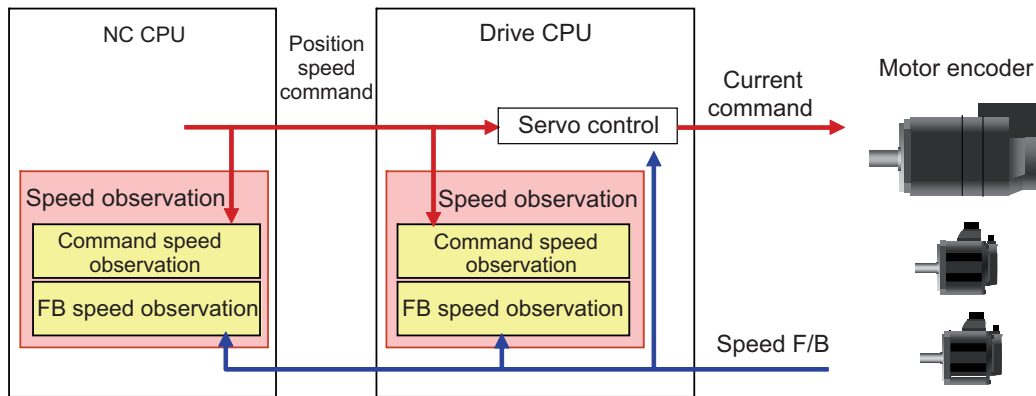 NC CPU
Position
speed
command
Drive CPU
Current
command
Motor encoder
Servo control
Speed observation
Command speed
observation
FB speed observation
Speed observation
Command speed
observation
FB speed observation
Speed F/B